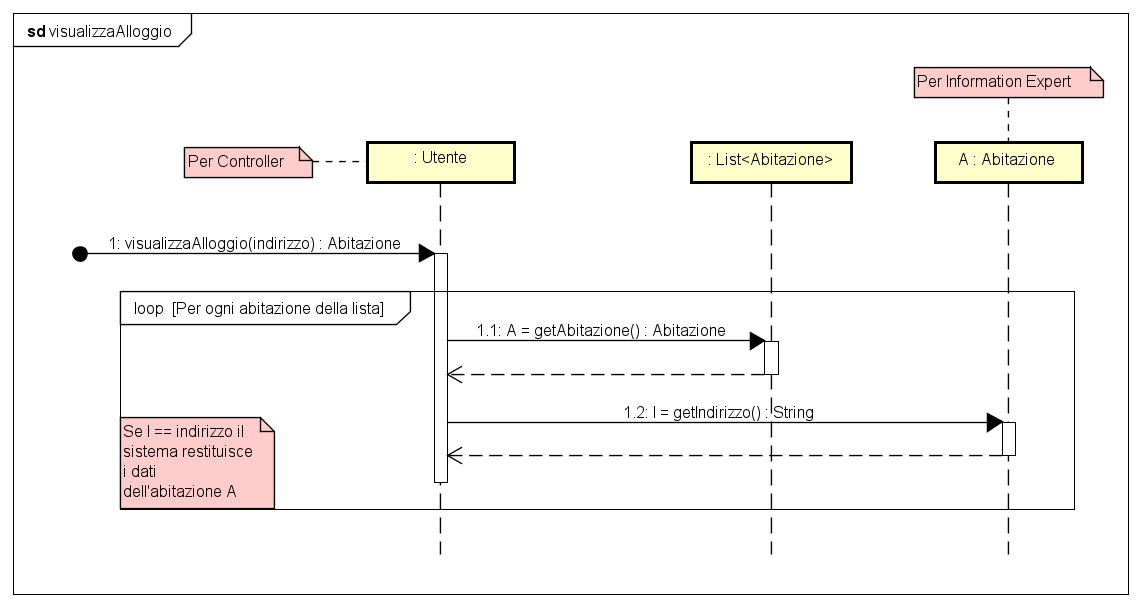 sd visualizzaAlloggio
Per Information Expert
Per Controller
: Utente
: List<Abitazione>
A : Abitazione
1: visualizzaAlloggio(indirizzo) : Abitazione
loop [Per ogni abitazione della lista]
1.1: A = getAbitazione() : Abitazione
1.2: I = getIndirizzo() : String
Se I == indirizzo il
sistema restituisce
i dati
dell'abitazione A